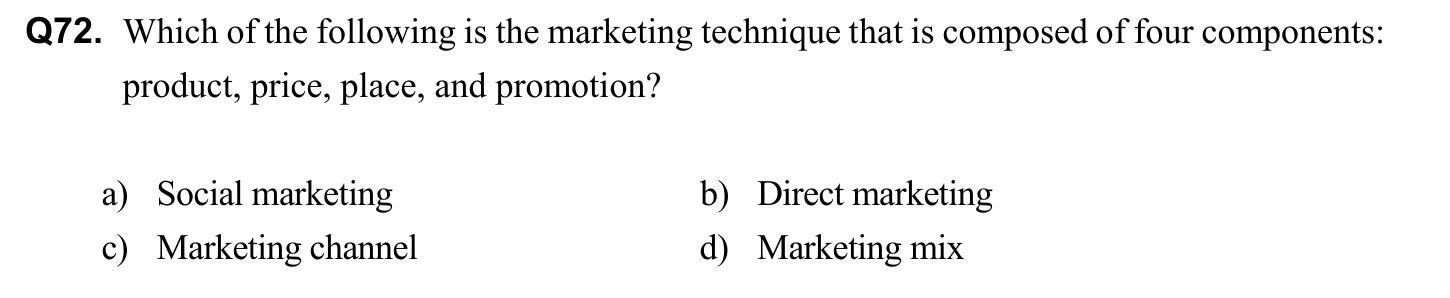 Q72. Which of the following is the marketing technique that is composed of four components:
product, price, place, and promotion?
a) Social marketing b) Direct marketing
c) Marketing channel d) Marketing mix